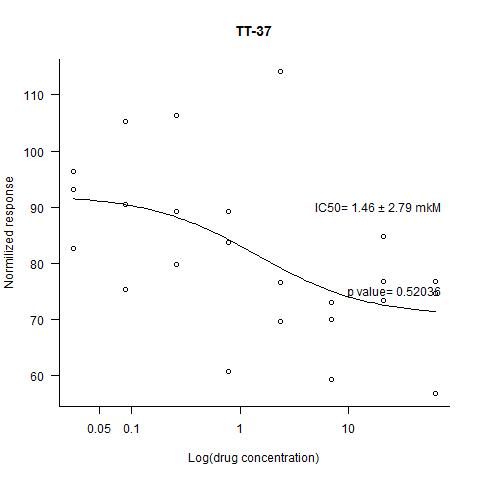 TT-37
110
100
90
80
70
60
Normilized response
IC50= 1.46 ± 2.79 mkM
p value= 0.52036
0.05 0.1 1 10
Log(drug concentration)